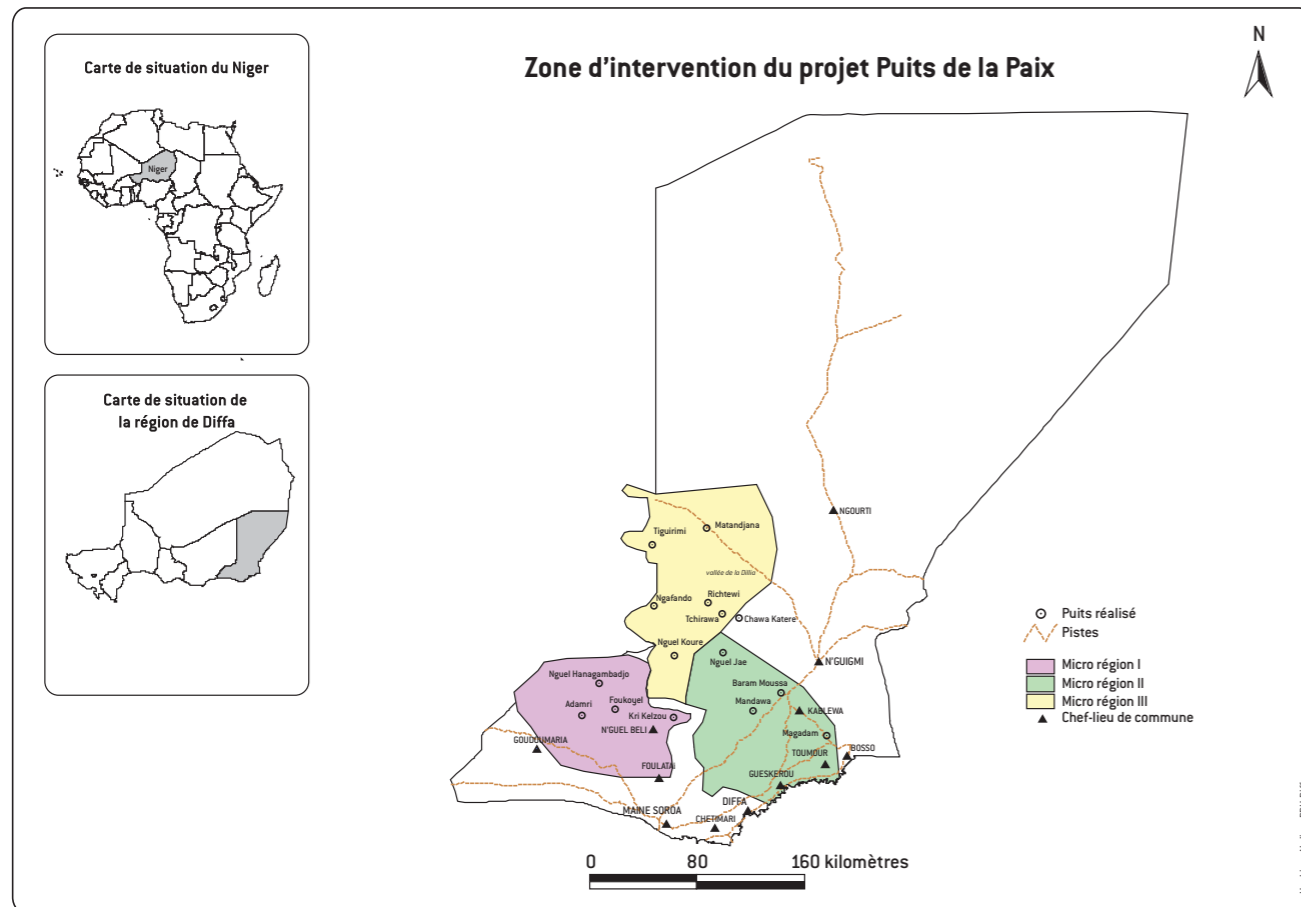 Carte de situation du Niger
Niger
Carte de situation de
la région de Diffa
Zone d'intervention du projet Puits de la Paix
N
NGOURTI
Matandjana
Tiguirimi
vallée de la Dillia
Richtewi
Ngafando
Tchirawa
Chawa Katere
Nguel Koure
N'GUIGMI
Nguel Jae
Nguel Hanagambadjo
Baram Moussa
Foukoyel
Adamri
Mandawa
KABLEWA
Kri Kelzou
N'GUEL BELI
Magadam
GOUDOUMARIA
BOSSO
TOUMOUR
FOULATAI
GUESKEROU
DIFFA
MAINE SOROA
CHETIMARI
Puits réalisé
Pistes
Micro région I
Micro région II
Micro région III
Chef-lieu de commune
0 80 160 kilomètres